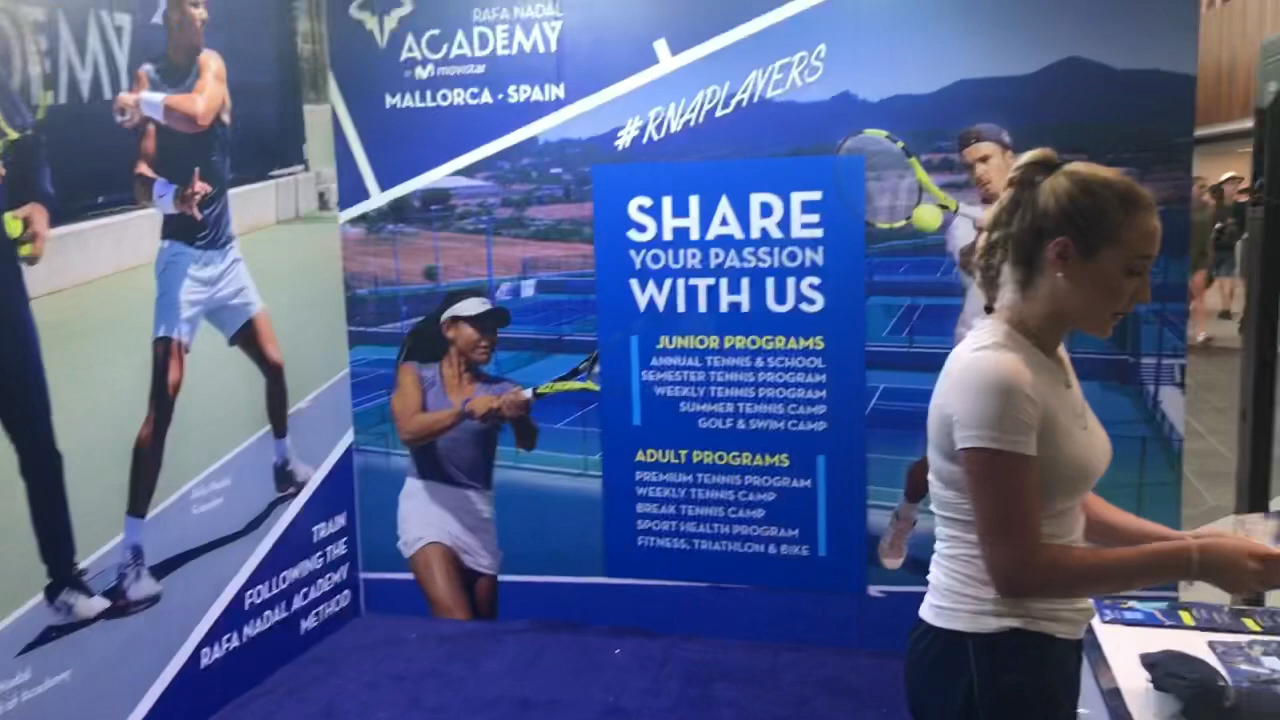 RAFA NADAL
ACADEMY
movistar
MALLORCA - SPAIN
#RNAPLAYERS
SHARE
YOUR PASSION
WITH US
JUNIOR PROGRAMS
ANNUAL TENNIS & SCHOOL
SEMESTER TENNIS PROGRAM
WEEKLY TENNIS PROGRAM
SUMMER TENNIS CAMP
GOLF & SWIM CAMP
ADULT PROGRAMS
PREMIUM TENNIS PROGRAM
WEEKLY TENNIS CAMP
BREAK TENNIS CAMP
SPORT HEALTH PROGRAM
FITNESS, TRIATHLON & BIKE
TRAIN
FOLLOWING THE
RAFA NADAL ACADEMY
METHOD
DEMY
Academy